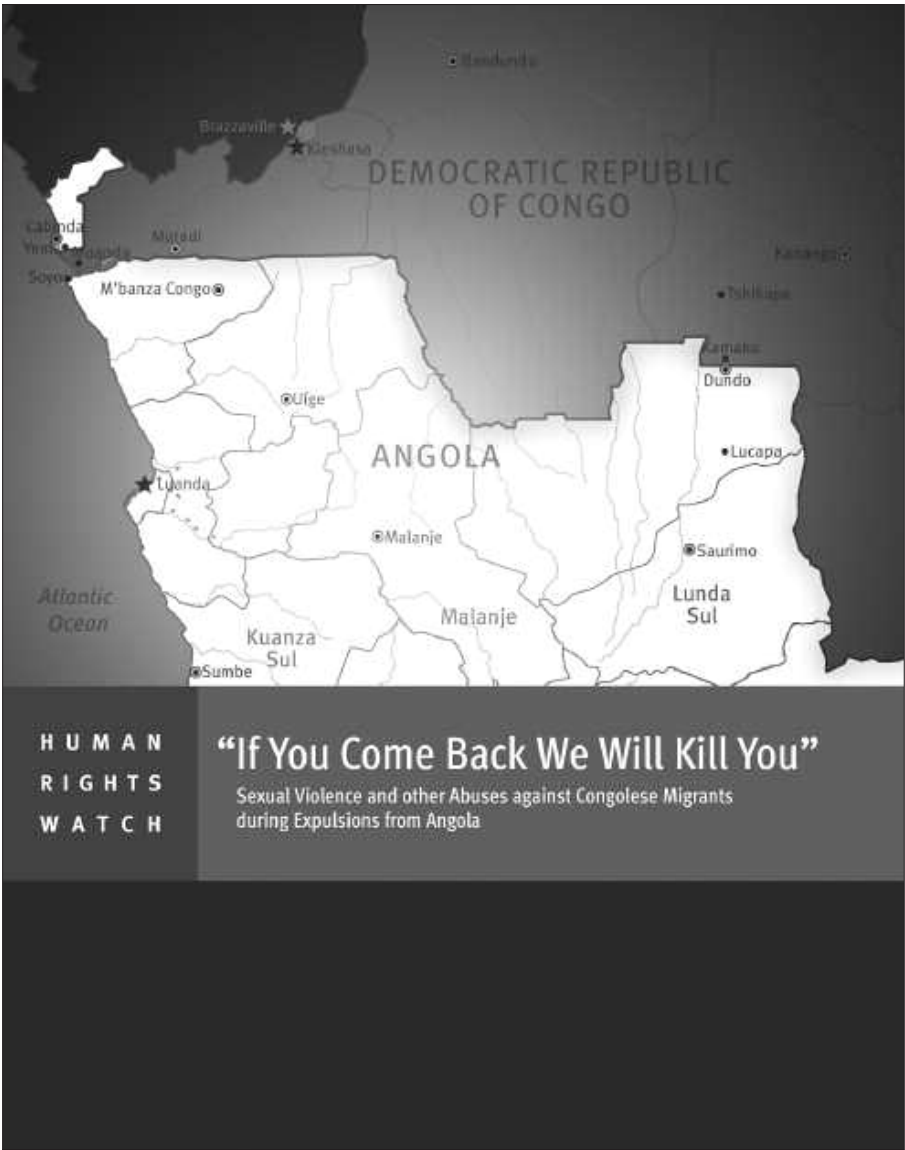 Bandundu
Brazzaville
Kinshasa
DEMOCRATIC REPUBLIC
OF CONGO
Cabinda
Matadi
Yema
Kananga
Soyo
Tshikapa
M'banza Congo
Kamako
Dundo
Uíge
ANGOLA
Lucapa
Luanda
Malanje
Saurimo
Atlantic
Ocean
Lunda
Sul
Malanje
Kuanza
Sul
Sumbe
HUMAN
RIGHTS
WATCH
“If You Come Back We Will Kill You”
Sexual Violence and other Abuses against Congolese Migrants
during Expulsions from Angola